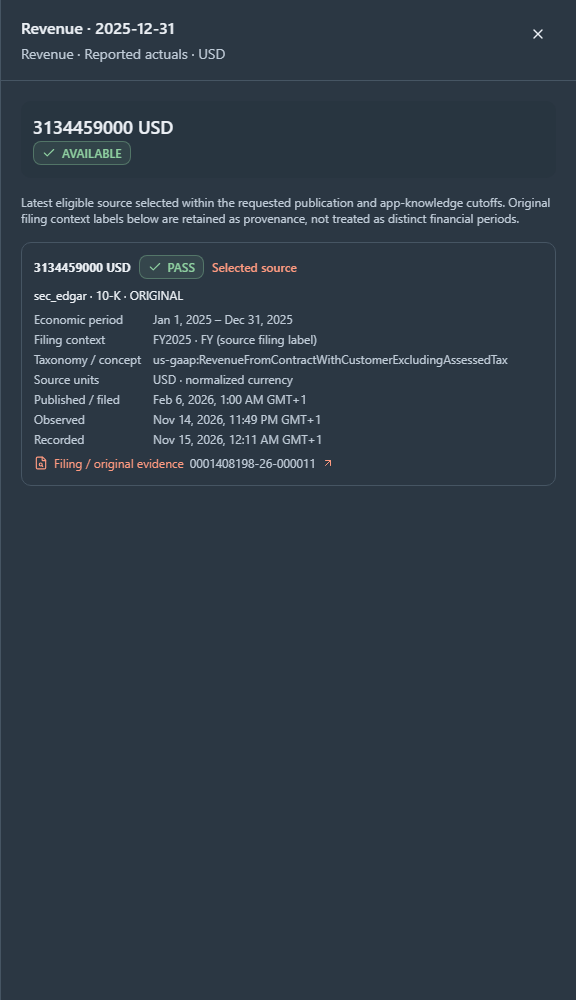 Revenue · 2025-12-31
Revenue · Reported actuals · USD
3134459000 USD
AVAILABLE
Latest eligible source selected within the requested publication and app-knowledge cutoffs. Original
filing context labels below are retained as provenance, not treated as distinct financial periods.
3134459000 USD PASS Selected source
sec_edgar · 10-K · ORIGINAL
Economic period Jan 1, 2025 – Dec 31, 2025
Filing context FY2025 · FY (source filing label)
Taxonomy / concept us-gaap:RevenueFromContractWithCustomerExcludingAssessedTax
Source units USD · normalized currency
Published / filed Feb 6, 2026, 1:00 AM GMT+1
Observed Nov 14, 2026, 11:49 PM GMT+1
Recorded Nov 15, 2026, 12:11 AM GMT+1
Filing / original evidence 0001408198-26-000011